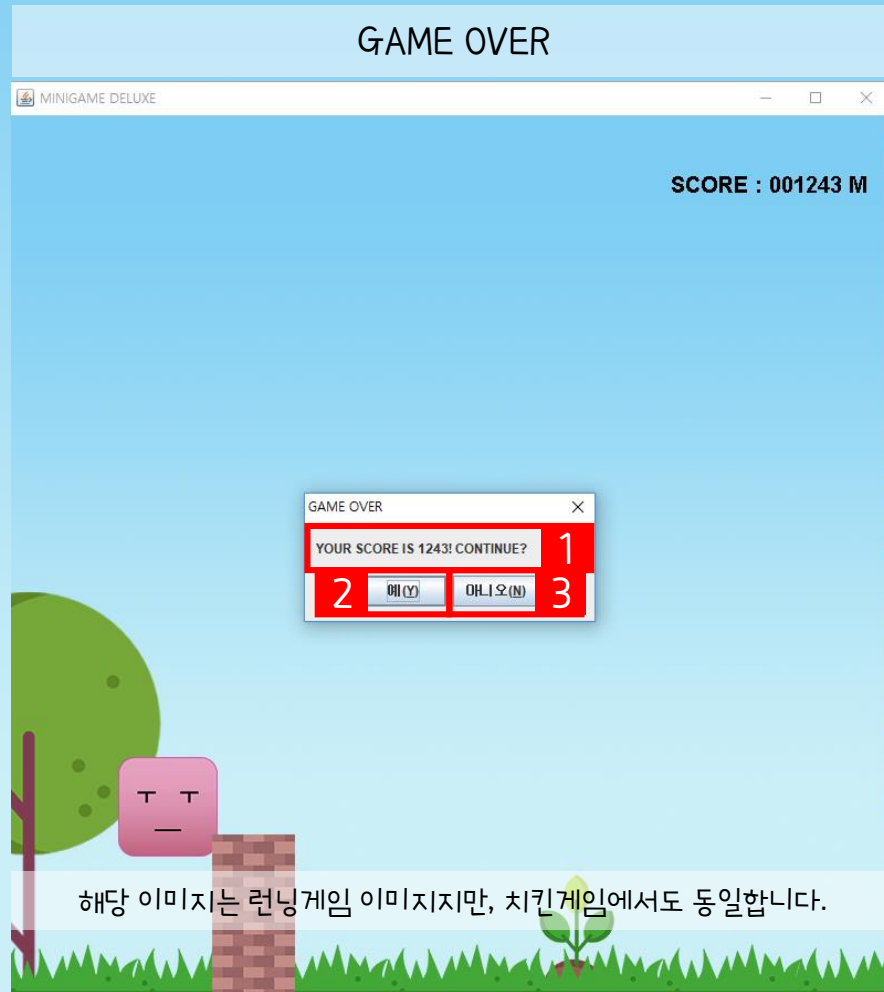 GAME OVER
MINIGAME DELUXE
SCORE : 001243 M
GAME OVER
YOUR SCORE IS 1243! CONTINUE? 1
2 예(Y) 아니오(N) 3
해당 이미지는 런닝게임 이미지지만, 치킨게임에서도 동일합니다.